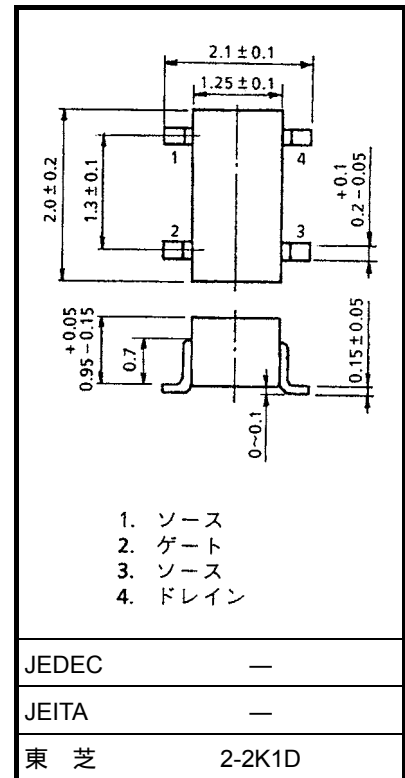 2.1±0.1
1.25±0.1
1
4
2
3
2.0±0.2
1.3±0.1
+0.1
0.2-0.05
+0.05
0.95-0.15
0.7
0.15±0.05
0~0.1
1. ソース
2. ゲート
3. ソース
4. ドレイン
JEDEC —
JEITA —
東 芝 2-2K1D